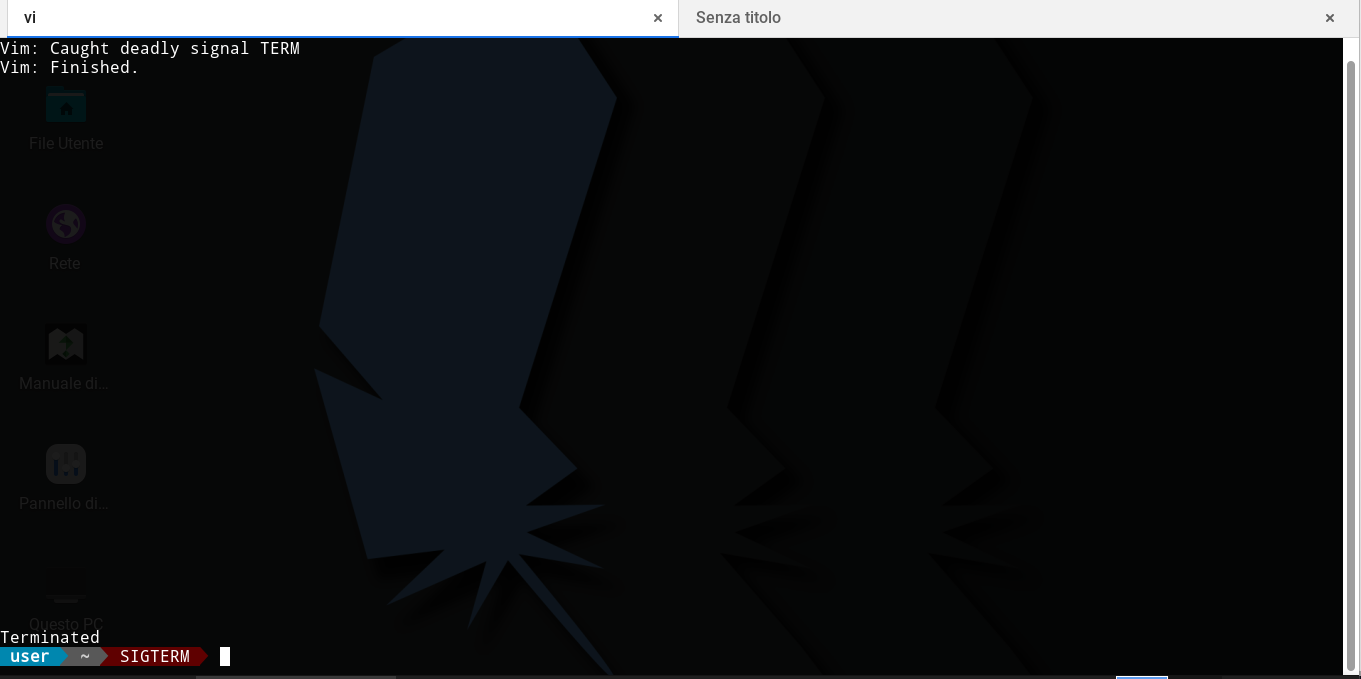 vi
Senza titolo
Vim: Caught deadly signal TERM
Vim: Finished.
File Utente
Rete
Manuale di...
Pannello di...
Questo PC
Terminated
user ~ SIGTERM